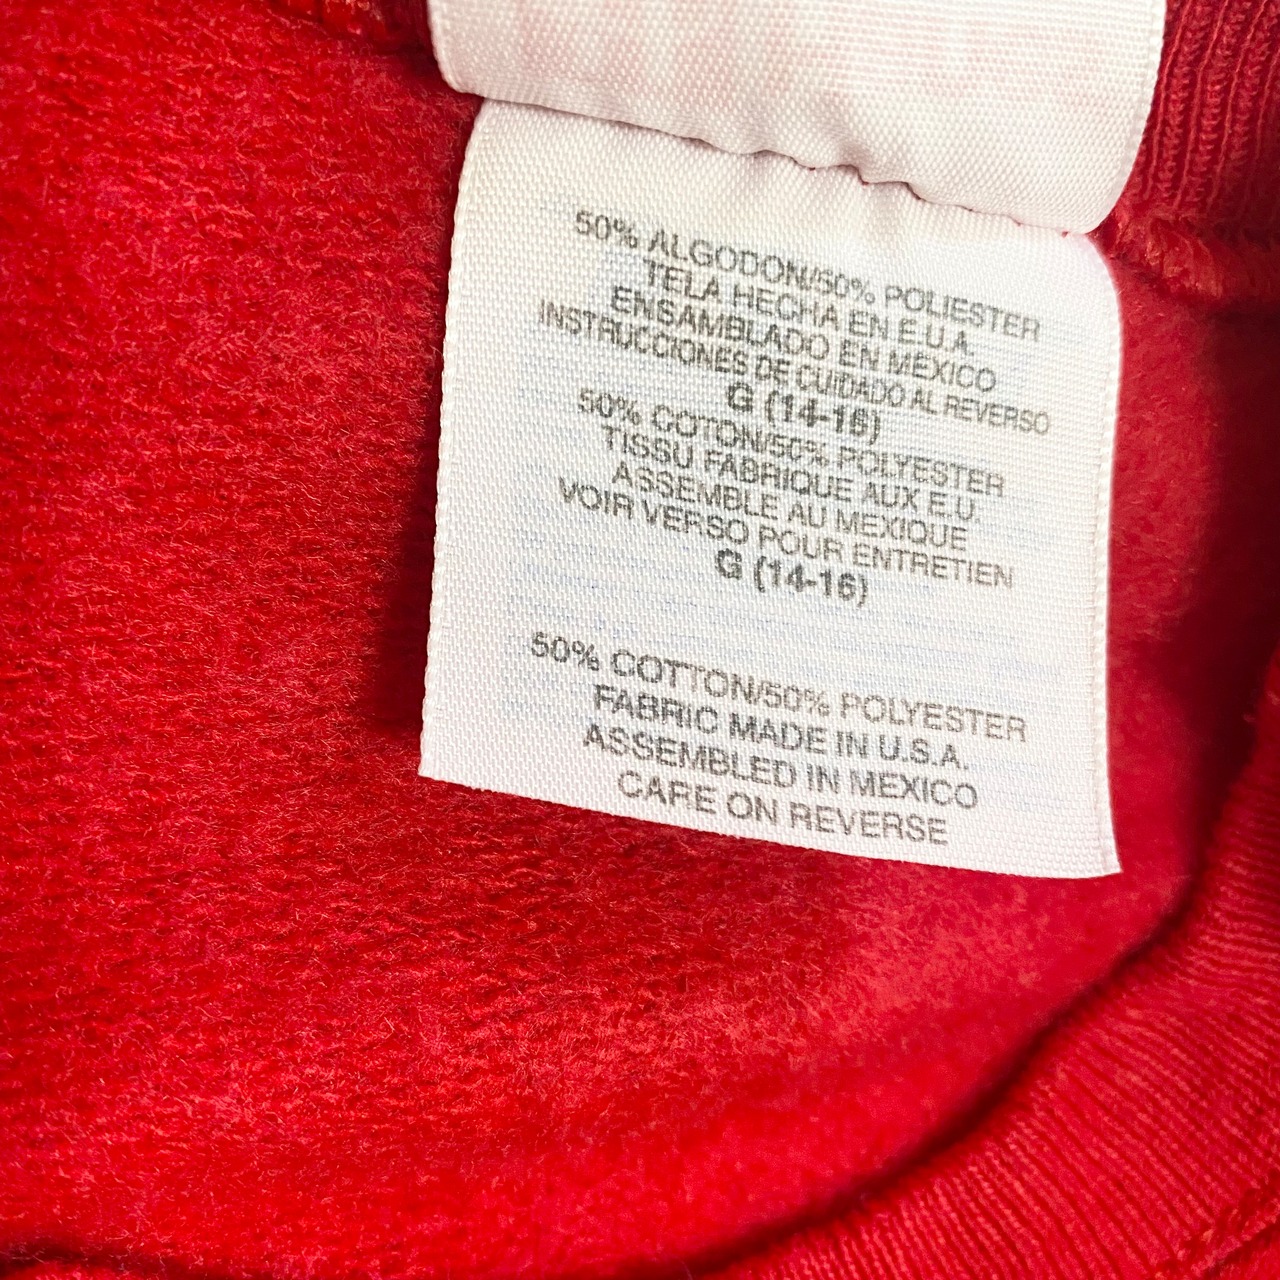 50% ALGODON/50% POLIESTER
TELA HECHA EN E.U.A.
ENSAMBLADO EN MEXICO
INSTRUCCIONES DE CUIDADO AL REVERSO
G (14-16)
50% COTON/50% POLYESTER
TISSU FABRIQUE AUX E.U.
ASSEMBLE AU MEXIQUE
VOIR VERSO POUR ENTRETIEN
G (14-16)
50% COTTON/50% POLYESTER
FABRIC MADE IN U.S.A.
ASSEMBLED IN MEXICO
CARE ON REVERSE